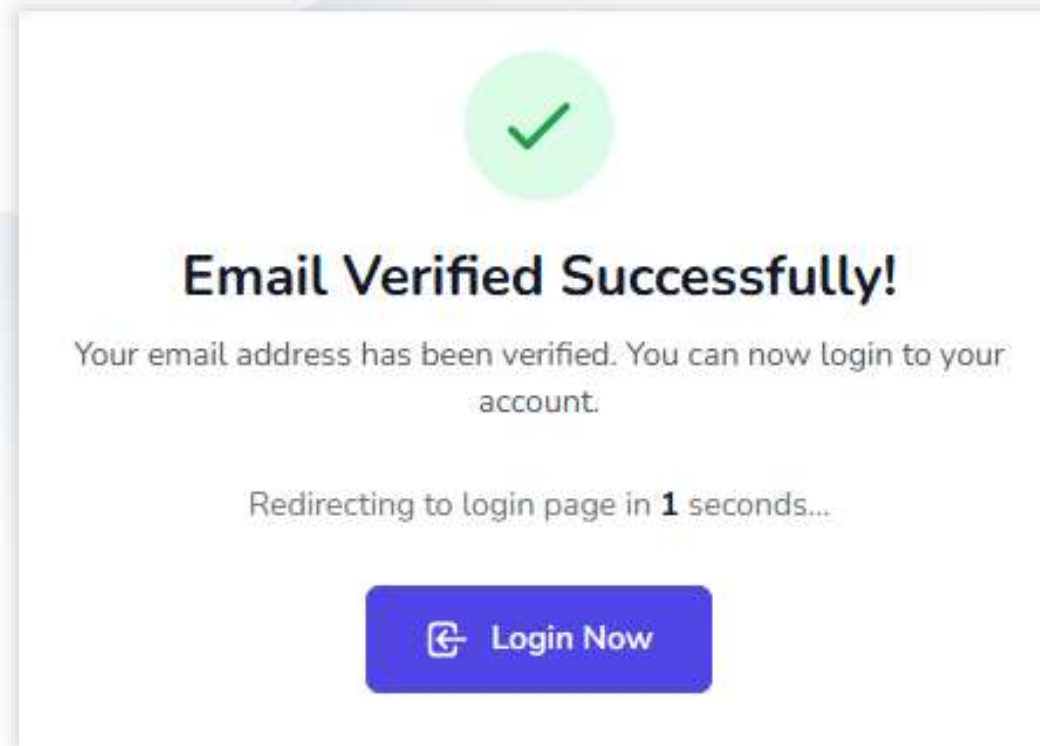 Email Verified Successfully!
Your email address has been verified. You can now login to your
account.
Redirecting to login page in 1 seconds...
Login Now